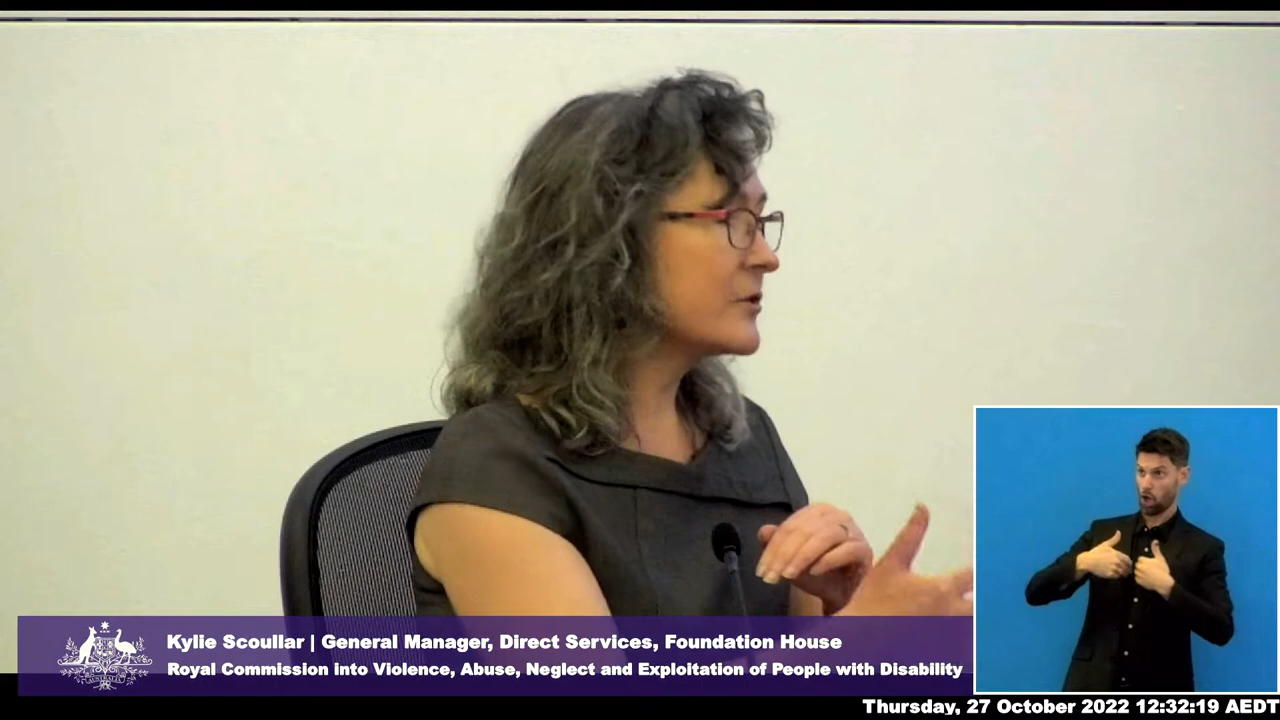 Kylie Scoullar | General Manager, Direct Services, Foundation House
Royal Commission into Violence, Abuse, Neglect and Exploitation of People with Disability
Thursday, 27 October 2022 12:32:19 AEDT